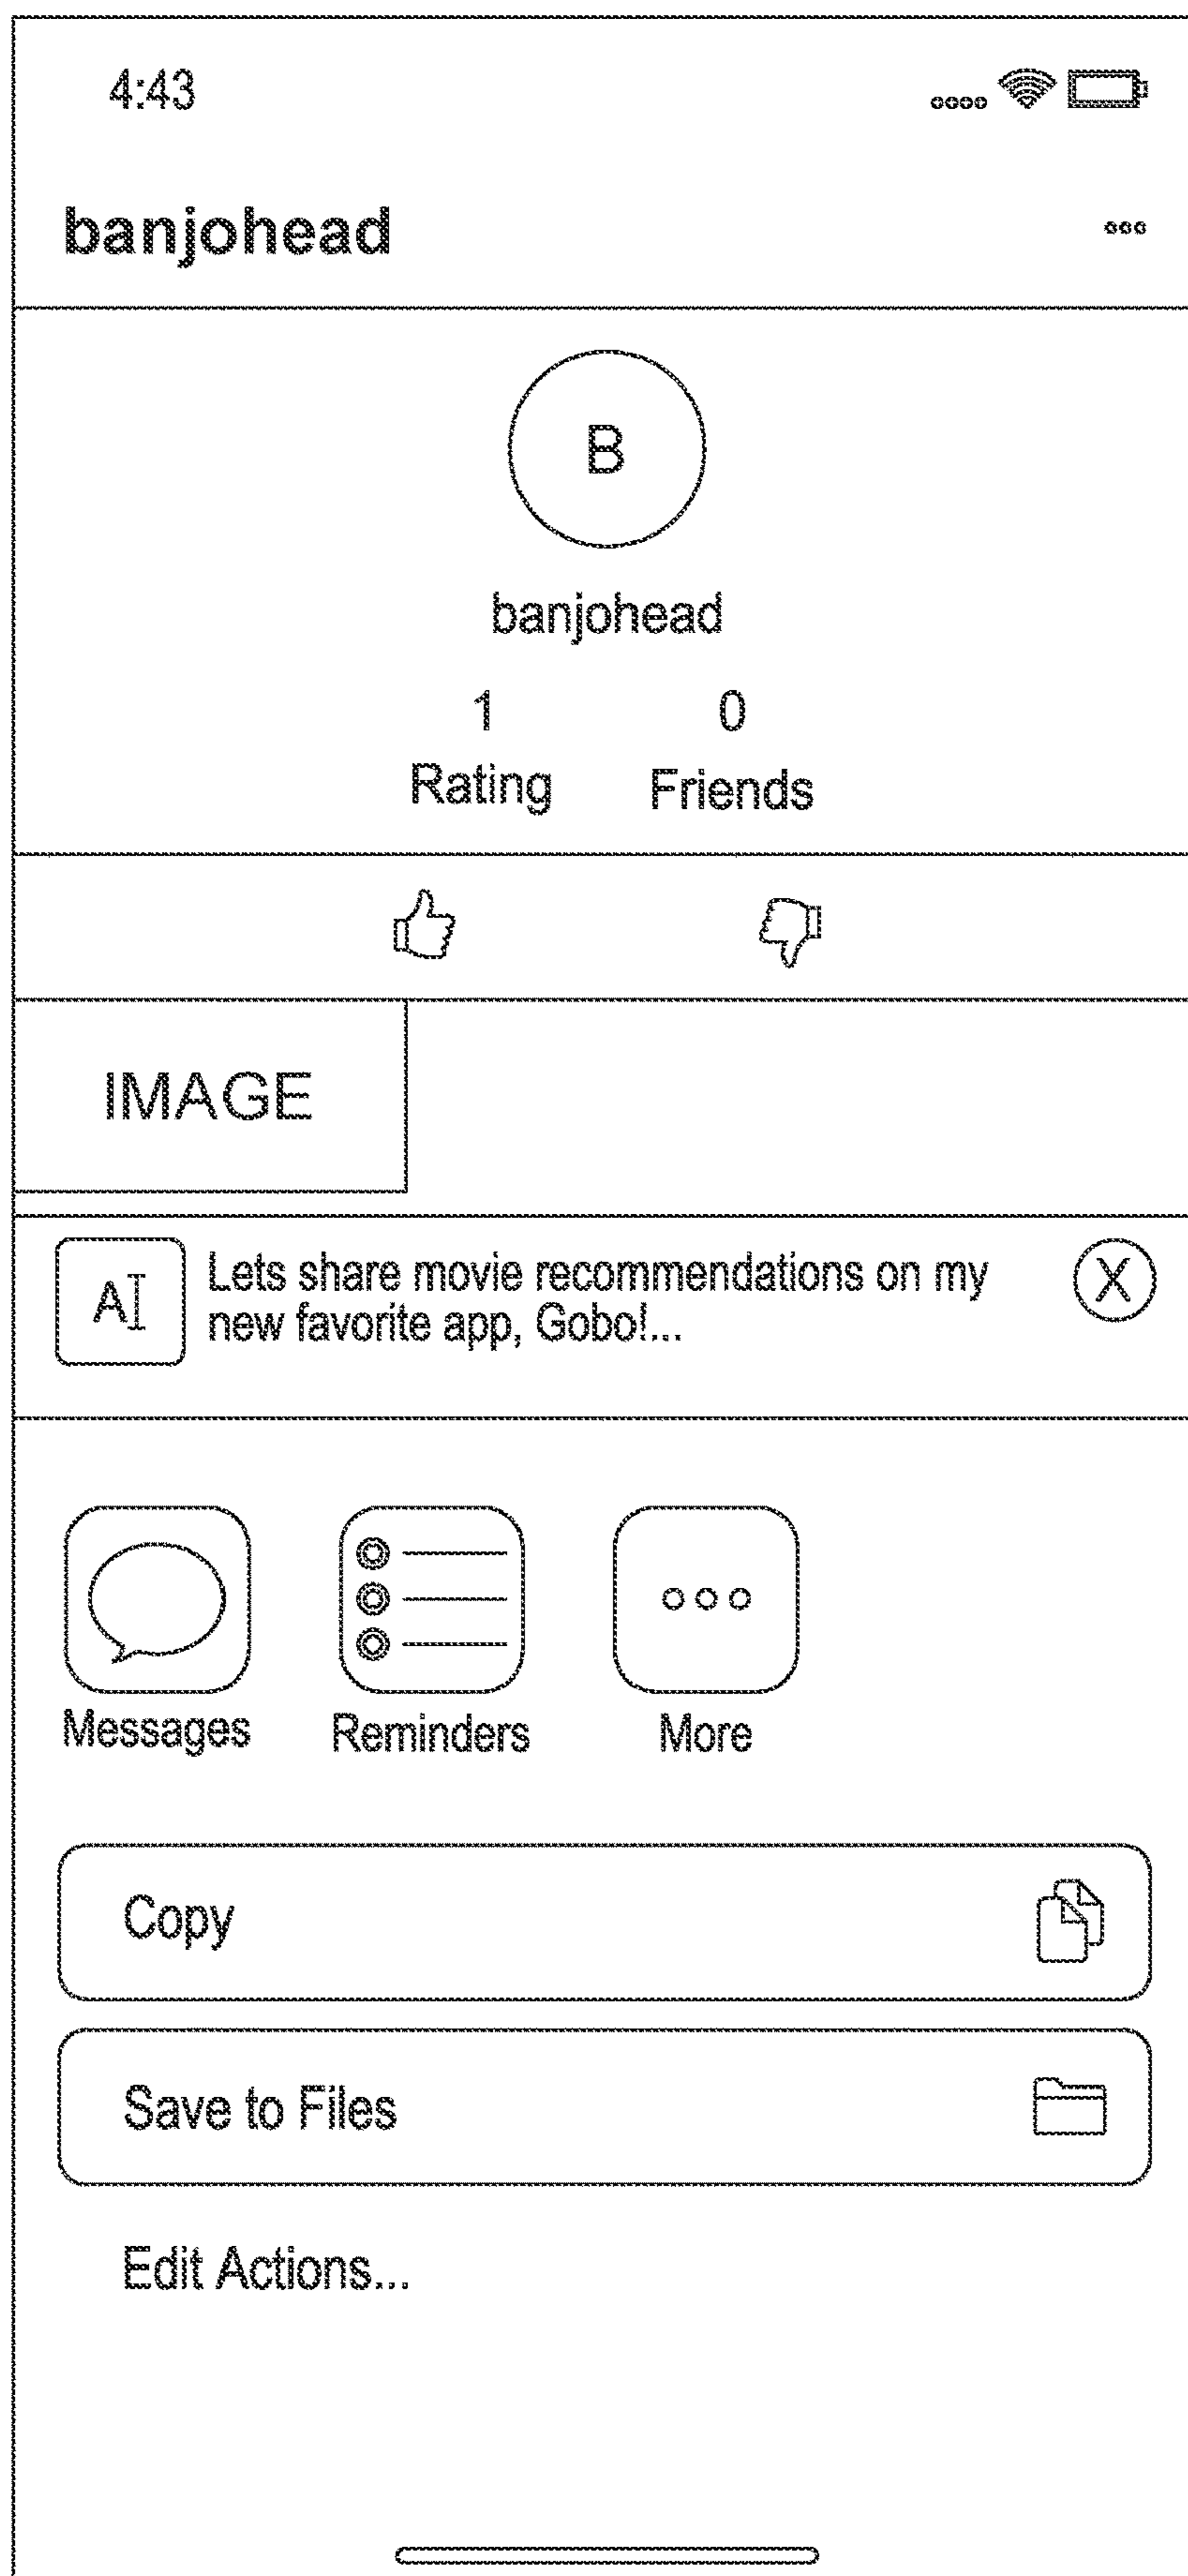 4:43
banjohead
B
banjohead
1 0
Rating Friends
IMAGE
AI Lets share movie recommendations on my
new favorite app, Gobo!...
X
Messages Reminders More
Copy
Save to Files
Edit Actions...